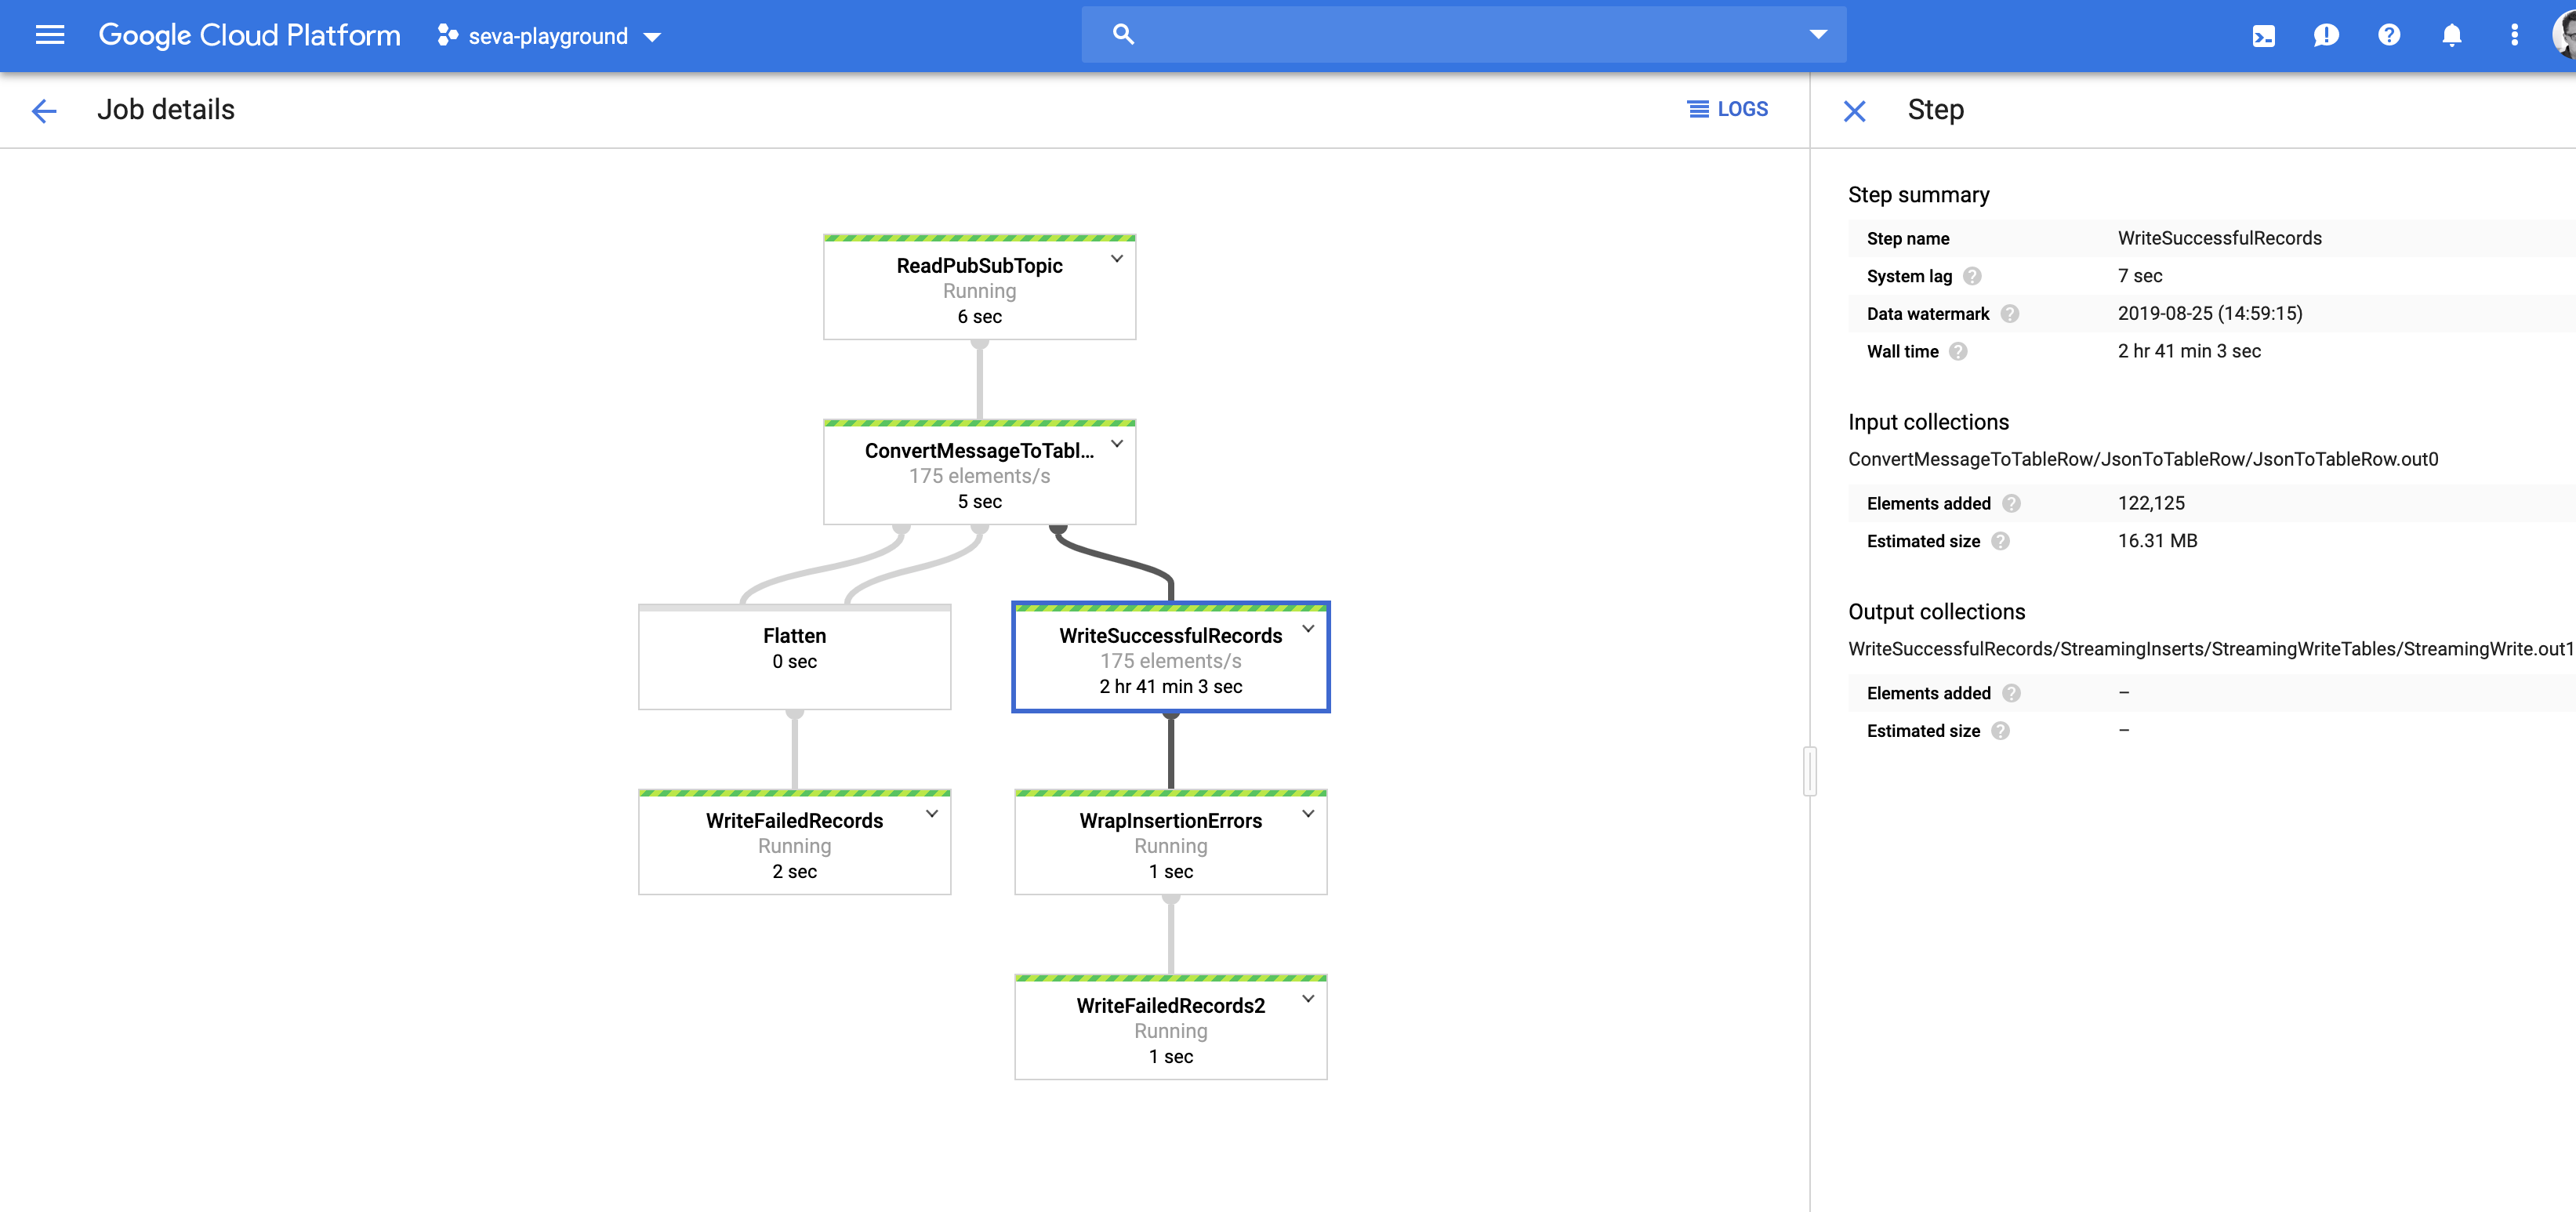 Google Cloud Platform
seva-playground
Job details
LOGS
Step
ReadPubSubTopic
Running
6 sec
ConvertMessageToTabl...
175 elements/s
5 sec
Flatten
0 sec
WriteSuccessfulRecords
175 elements/s
2 hr 41 min 3 sec
WriteFailedRecords
Running
2 sec
WrapInsertionErrors
Running
1 sec
WriteFailedRecords2
Running
1 sec
Step summary
Step name WriteSuccessfulRecords
System lag ? 7 sec
Data watermark ? 2019-08-25 (14:59:15)
Wall time ? 2 hr 41 min 3 sec
Input collections
ConvertMessageToTableRow/JsonToTableRow/JsonToTableRow.out0
Elements added ? 122,125
Estimated size ? 16.31 MB
Output collections
WriteSuccessfulRecords/StreamingInserts/StreamingWriteTables/StreamingWrite.out1
Elements added ? –
Estimated size ? –